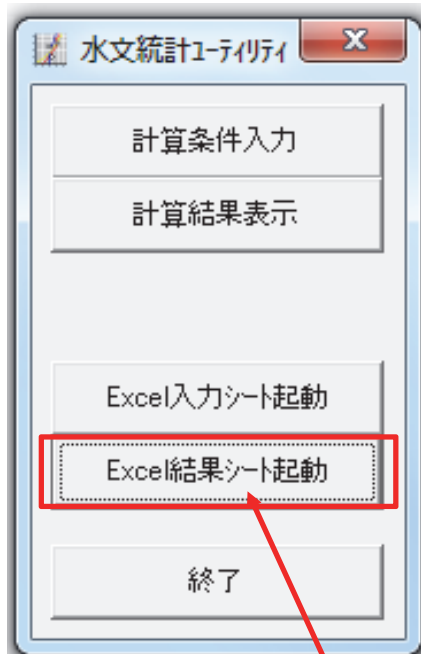 水文統計ﾕｰﾃｨﾘﾃｨ
計算条件入力
計算結果表示
Excel入力ｼｰﾄ起動
Excel結果ｼｰﾄ起動
終了